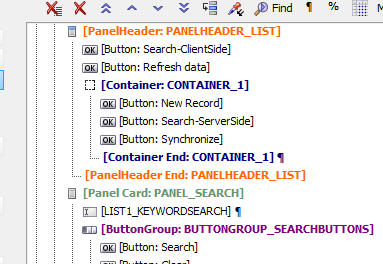 Find ¶ %
[PanelHeader: PANELHEADER_LIST]
OK [Button: Search-ClientSide]
OK [Button: Refresh data]
[Container: CONTAINER_1]
OK [Button: New Record]
OK [Button: Search-ServerSide]
OK [Button: Synchronize]
[Container End: CONTAINER_1] ¶
[PanelHeader End: PANELHEADER_LIST]
[Panel Card: PANEL_SEARCH]
[LIST1_KEYWORDSEARCH] ¶
[ButtonGroup: BUTTONGROUP_SEARCHBUTTONS]
OK [Button: Search]